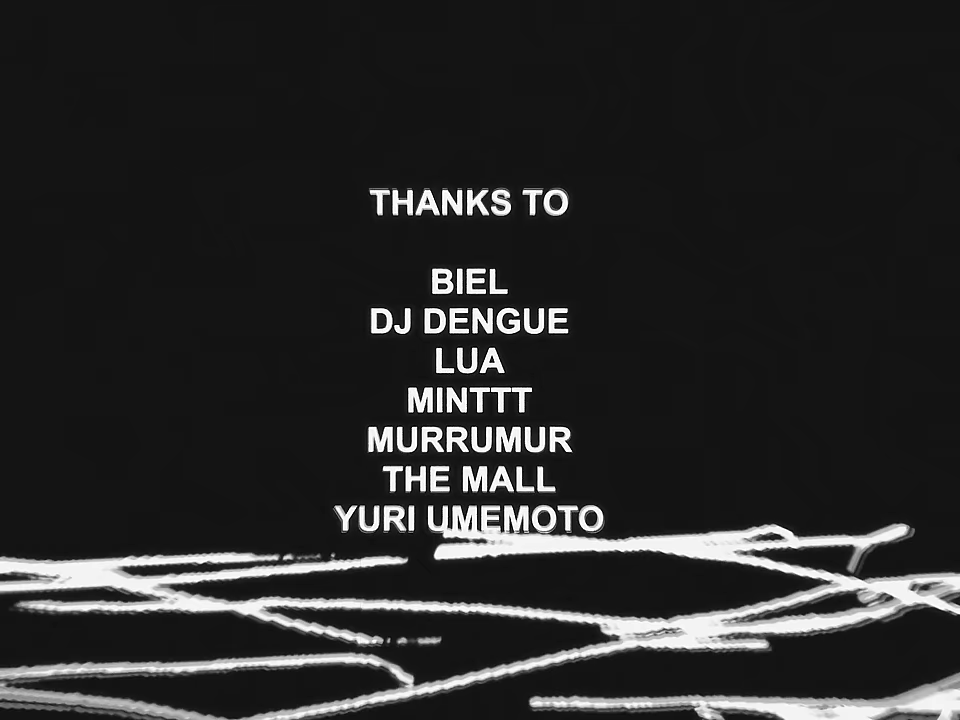 THANKS TO
BIEL
DJ DENGUE
LUA
MINTTT
MURRUMUR
THE MALL
YURI UMEMOTO